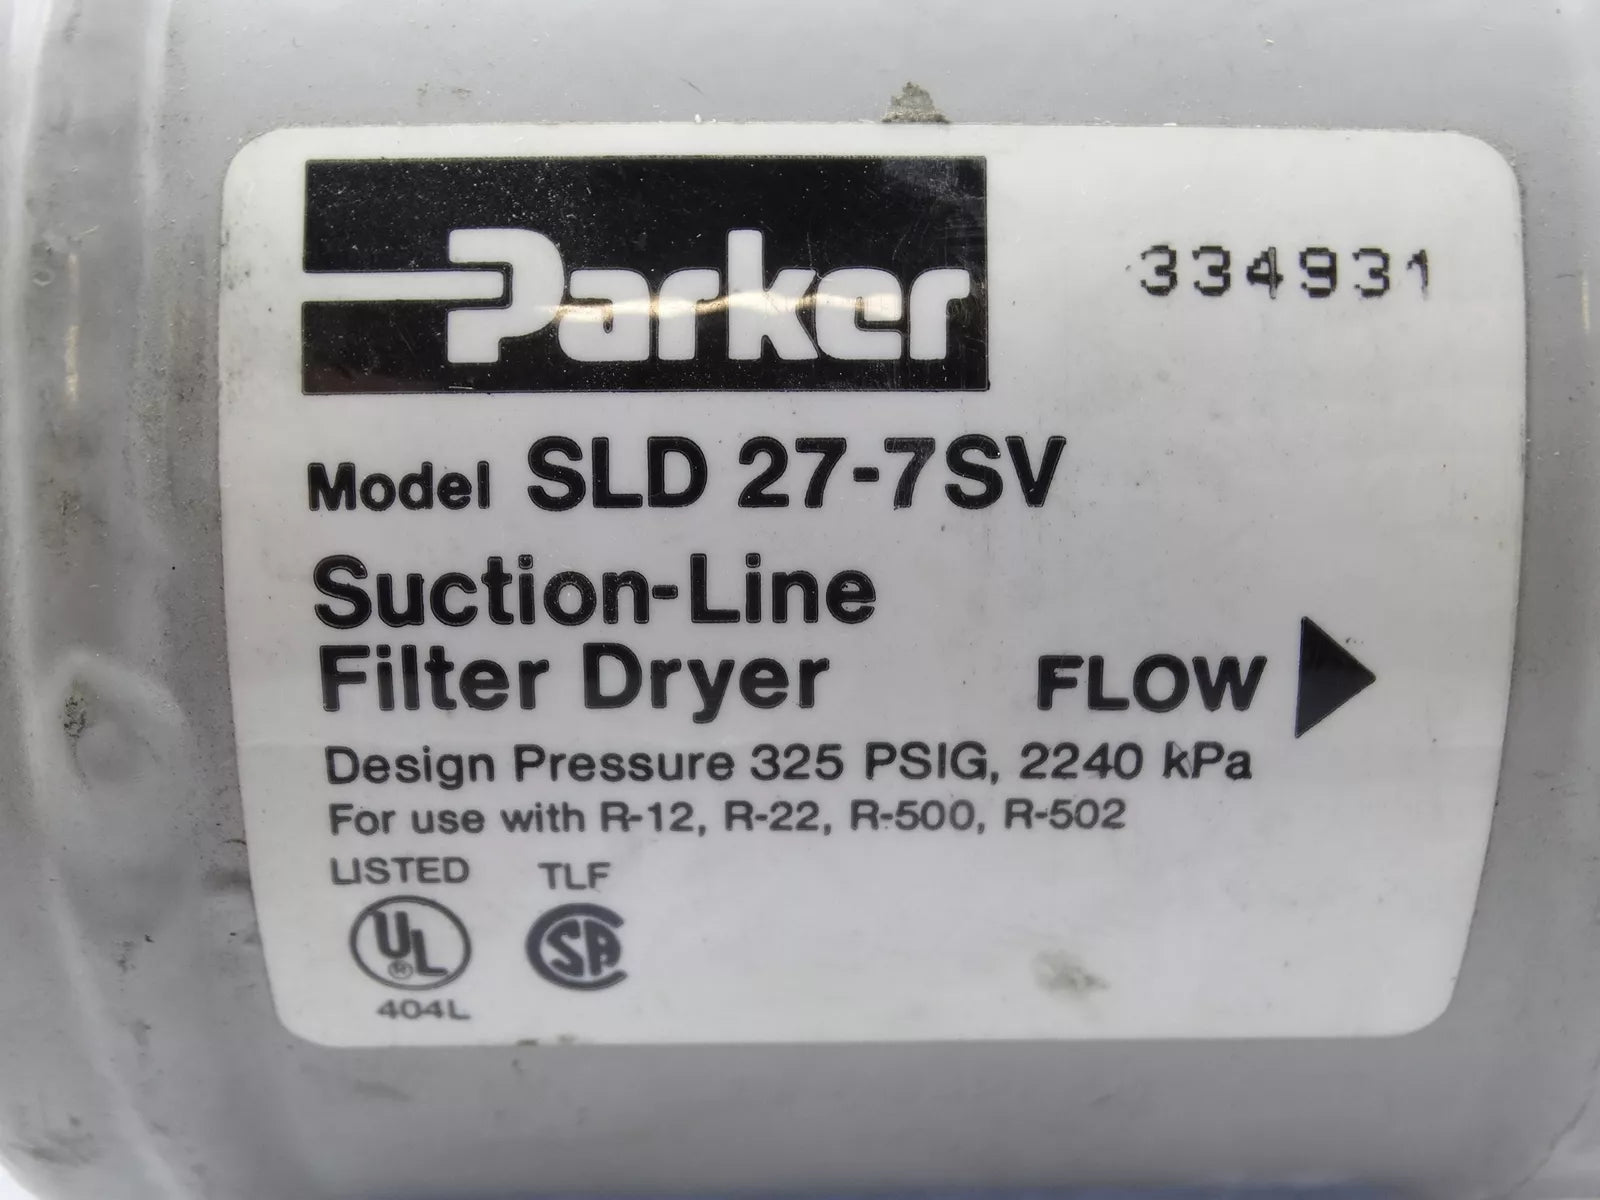 Parker
334931
Model SLD 27-7SV
Suction-Line
Filter Dryer
FLOW
Design Pressure 325 PSIG, 2240 kPa
For use with R-12, R-22, R-500, R-502
LISTED TLF
UL® SA
404L